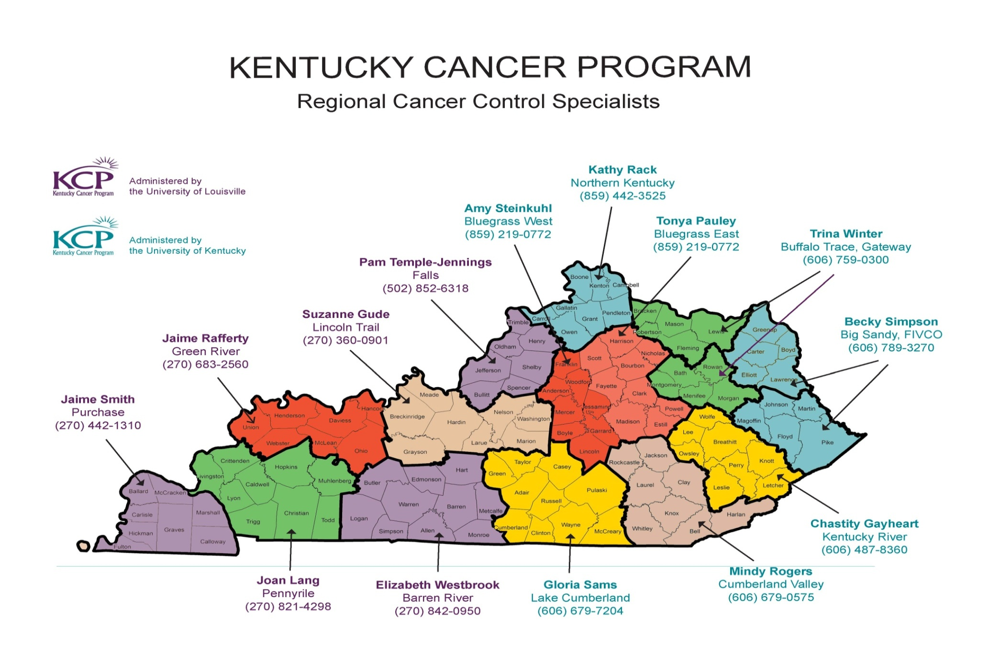 KENTUCKY CANCER PROGRAM
Regional Cancer Control Specialists
KCP
Kentucky Cancer Program
Administered by
the University of Louisville
KCP
Kentucky Cancer Program
Administered by
the University of Kentucky
Kathy Rack
Northern Kentucky
(859) 442-3525
Amy Steinkuhl
Bluegrass West
(859) 219-0772
Tonya Pauley
Bluegrass East
(859) 219-0772
Trina Winter
Buffalo Trace, Gateway
(606) 759-0300
Pam Temple-Jennings
Falls
(502) 852-6318
Suzanne Gude
Lincoln Trail
(270) 360-0901
Becky Simpson
Big Sandy, FIVCO
(606) 789-3270
Jaime Rafferty
Green River
(270) 683-2560
Jaime Smith
Purchase
(270) 442-1310
Boone
Kenton
Campbell
Gallatin
Carroll
Grant
Pendleton
Owen
Bracken
Mason
Robertson
Lewis
Fleming
Greenup
Carter
Boyd
Elliott
Lawrence
Trimble
Henry
Oldham
Jefferson
Shelby
Spencer
Bullitt
Harrison
Nicholas
Scott
Bourbon
Fayette
Clark
Powell
Madison
Estill
Franklin
Woodford
Anderson
Mercer
Jessamine
Boyle
Garrard
Lincoln
Rowan
Bath
Montgomery
Menifee
Morgan
Johnson
Martin
Magoffin
Floyd
Pike
Meade
Breckinridge
Hardin
Nelson
Washington
Larue
Marion
Grayson
Hancock
Henderson
Daviess
Union
Webster
McLean
Ohio
Wolfe
Lee
Breathitt
Owsley
Perry
Knott
Leslie
Letcher
Crittenden
Hopkins
Livingston
Caldwell
Muhlenberg
Lyon
Trigg
Christian
Todd
Ballard
McCracken
Carlisle
Marshall
Hickman
Graves
Calloway
Fulton
Butler
Edmonson
Hart
Warren
Barren
Metcalfe
Logan
Simpson
Allen
Monroe
Taylor
Casey
Green
Adair
Pulaski
Russell
Cumberland
Clinton
Wayne
McCreary
Jackson
Rockcastle
Laurel
Clay
Knox
Harlan
Whitley
Bell
Chastity Gayheart
Kentucky River
(606) 487-8360
Mindy Rogers
Cumberland Valley
(606) 679-0575
Joan Lang
Pennyrile
(270) 821-4298
Elizabeth Westbrook
Barren River
(270) 842-0950
Gloria Sams
Lake Cumberland
(606) 679-7204